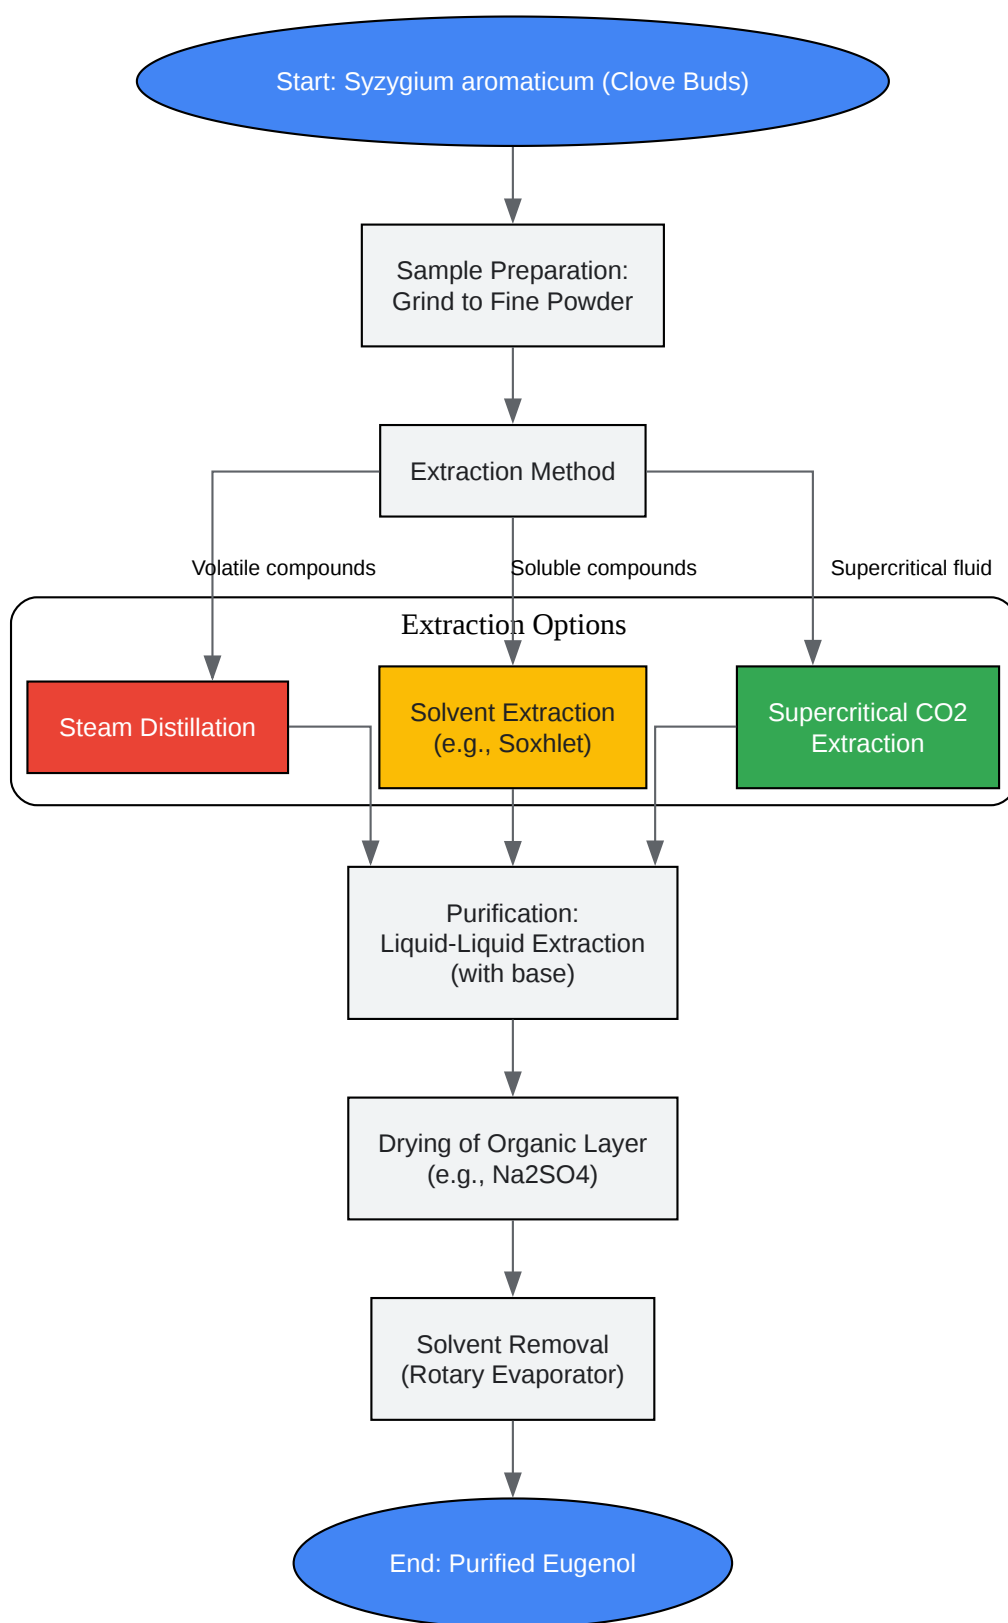 Start: Syzygium aromaticum (Clove Buds)
Sample Preparation:
Grind to Fine Powder
Extraction Method
Volatile compounds
Soluble compounds
Supercritical fluid
Extraction Options
Steam Distillation
Solvent Extraction
(e.g., Soxhlet)
Supercritical CO2
Extraction
Purification:
Liquid-Liquid Extraction
(with base)
Drying of Organic Layer
(e.g., Na2SO4)
Solvent Removal
(Rotary Evaporator)
End: Purified Eugenol